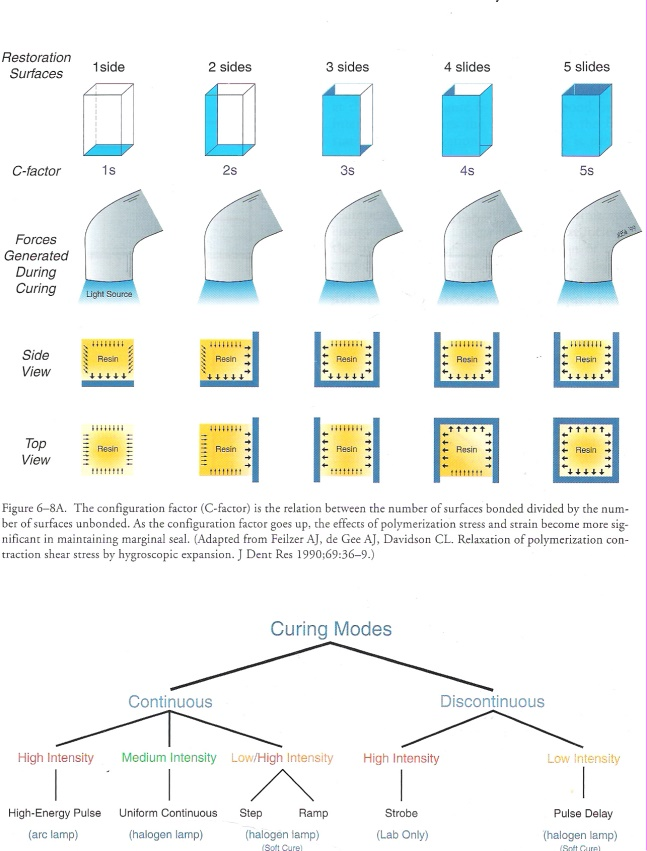 Restoration
Surfaces
1side
2 sides
3 sides
4 slides
5 slides
C-factor
1s
2s
3s
4s
5s
Forces
Generated
During
Curing
Light Source
Side
View
Resin
Resin
Resin
Resin
Resin
Top
View
Resin
Resin
Resin
Resin
Resin
Figure 6–8A. The configuration factor (C-factor) is the relation between the number of surfaces bonded divided by the num-
ber of surfaces unbonded. As the configuration factor goes up, the effects of polymerization stress and strain become more sig-
nificant in maintaining marginal seal. (Adapted from Feilzer AJ, de Gee AJ, Davidson CL. Relaxation of polymerization con-
traction shear stress by hygroscopic expansion. J Dent Res 1990;69:36–9.)
Curing Modes
Continuous
Discontinuous
High Intensity
Medium Intensity
Low/High Intensity
High Intensity
Low Intensity
High-Energy Pulse
Uniform Continuous
Step
Ramp
Strobe
Pulse Delay
(arc lamp)
(halogen lamp)
(halogen lamp)
(Lab Only)
(halogen lamp)
(Soft Cure)
(Soft Cure)